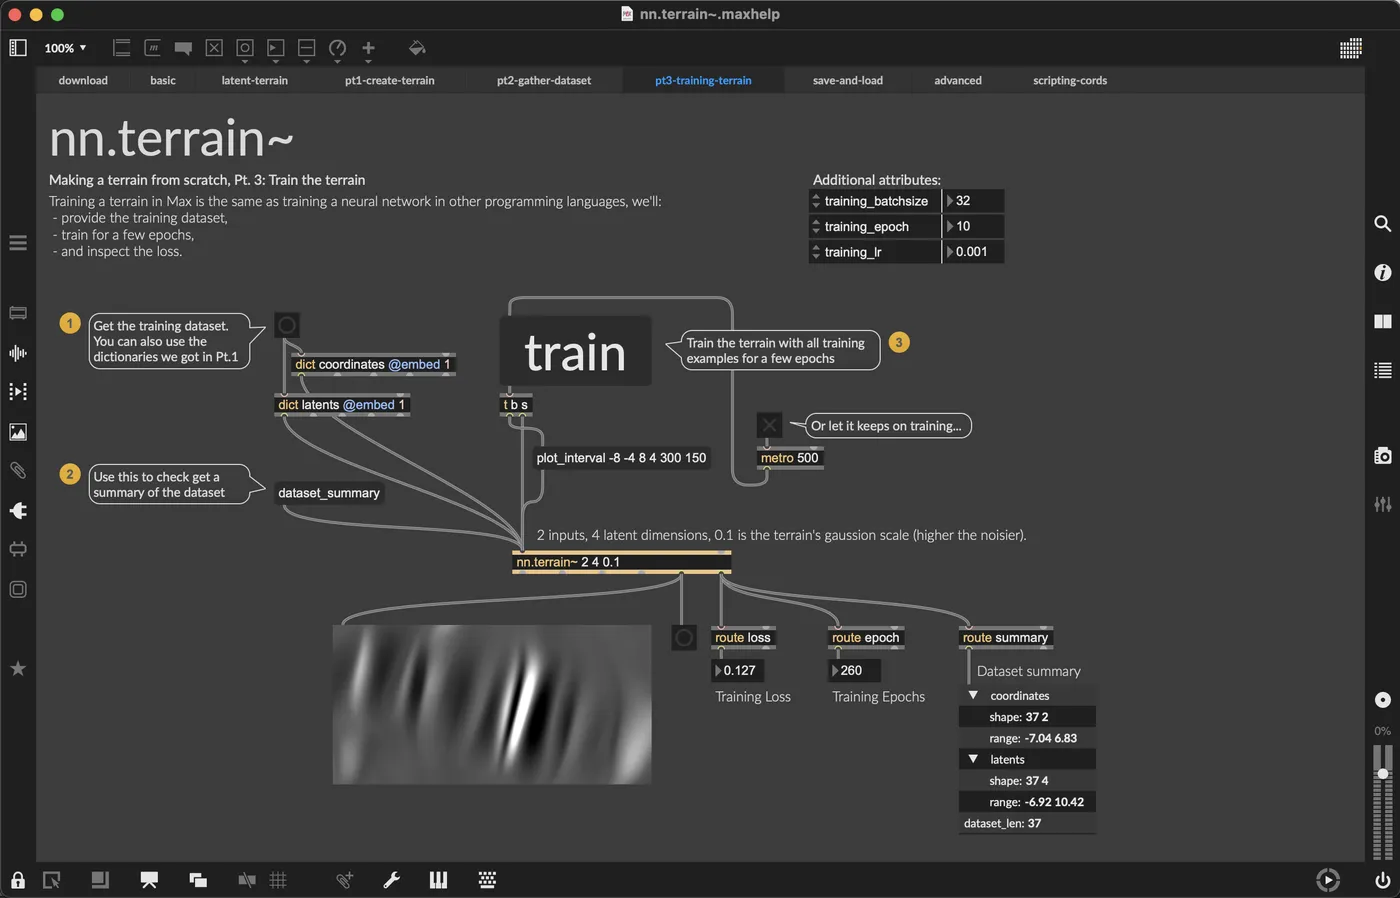 nn.terrain~.maxhelp
100%
download
basic
latent-terrain
pt1-create-terrain
pt2-gather-dataset
pt3-training-terrain
save-and-load
advanced
scripting-cords
nn.terrain~
Making a terrain from scratch, Pt. 3: Train the terrain
Training a terrain in Max is the same as training a neural network in other programming languages, we'll:
- provide the training dataset,
- train for a few epochs,
- and inspect the loss.
Additional attributes:
training_batchsize 32
training_epoch 10
training_lr 0.001
1
Get the training dataset.
You can also use the
dictionaries we got in Pt.1
dict coordinates @embed 1
dict latents @embed 1
train
Train the terrain with all training
examples for a few epochs
3
t b s
Or let it keeps on training...
metro 500
plot_interval -8 -4 8 4 300 150
2
Use this to check get a
summary of the dataset
dataset_summary
2 inputs, 4 latent dimensions, 0.1 is the terrain's gaussion scale (higher the noisier).
nn.terrain~ 2 4 0.1
route loss
route epoch
route summary
0.127
260
Training Loss
Training Epochs
Dataset summary
coordinates
shape: 37 2
range: -7.04 6.83
latents
shape: 37 4
range: -6.92 10.42
dataset_len: 37
0%